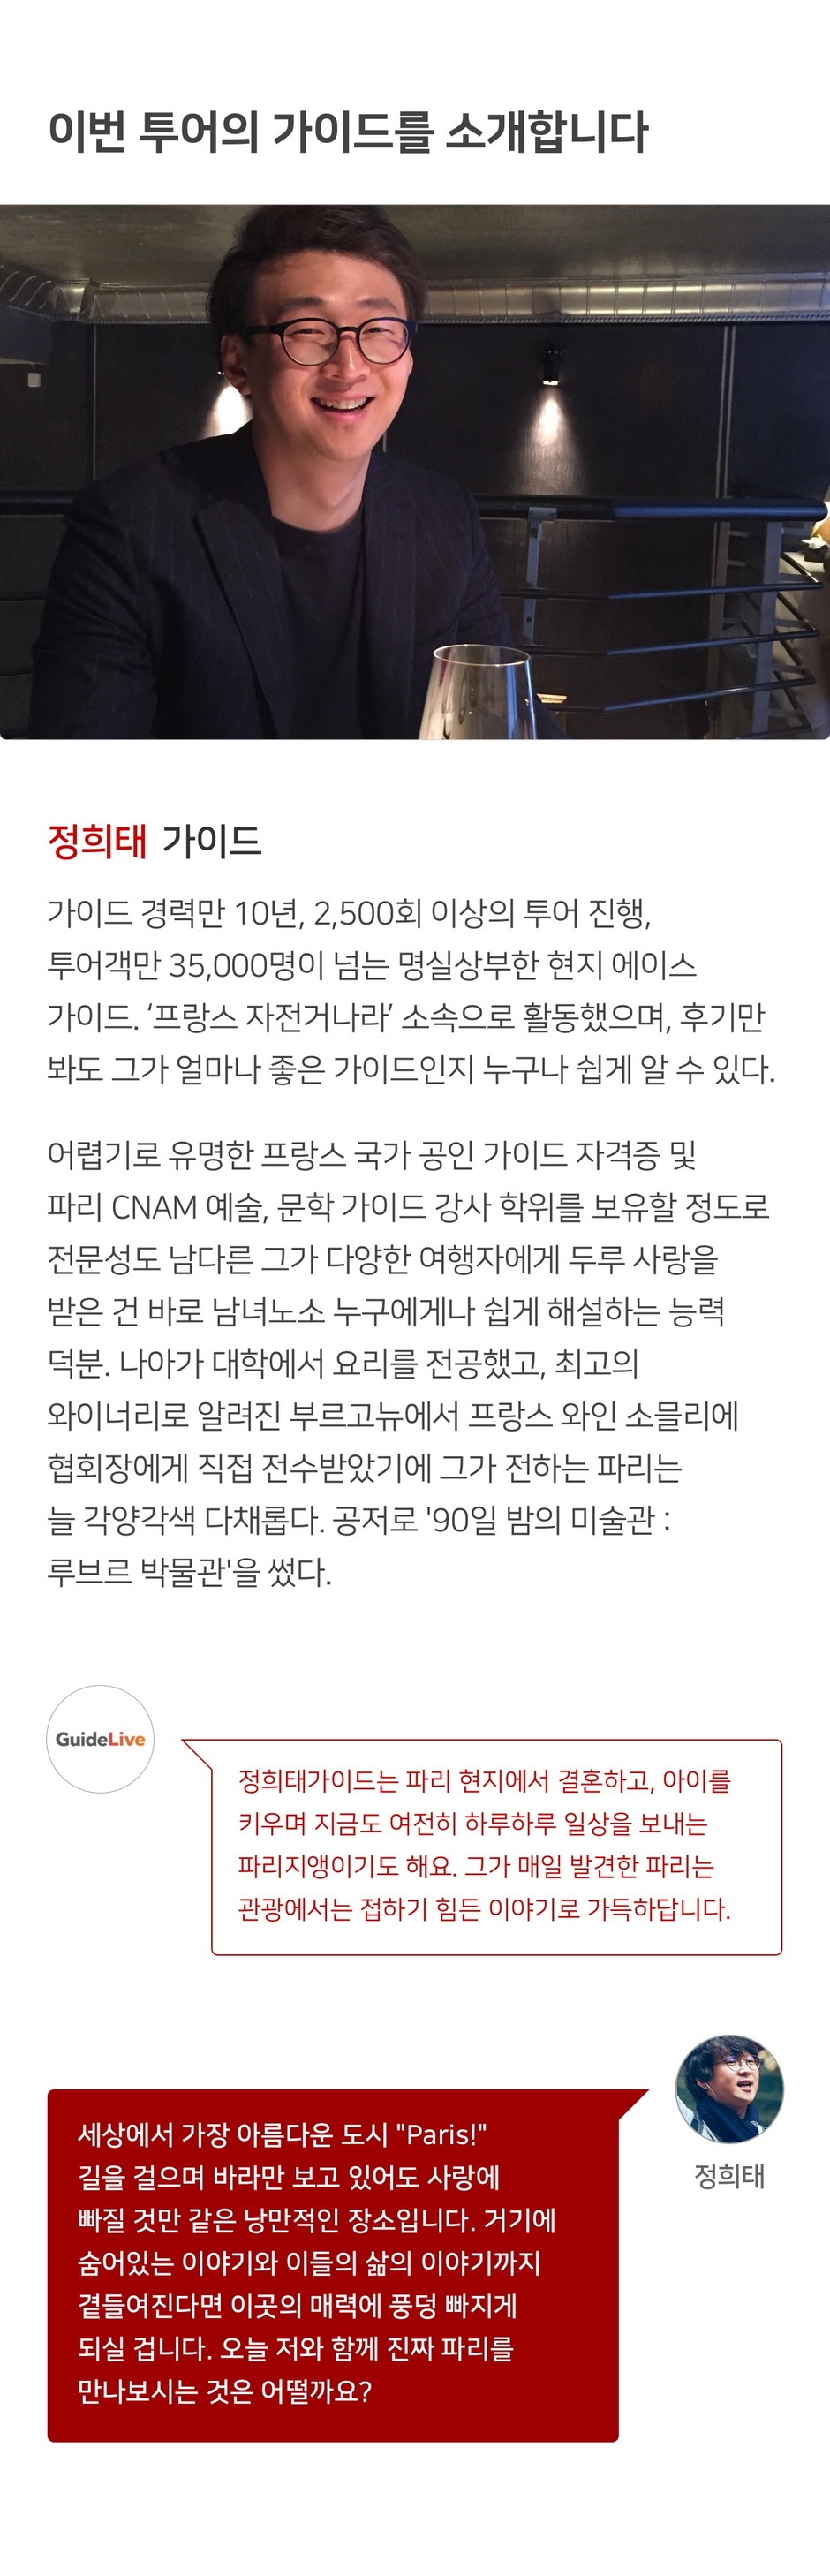 이번 투어의 가이드를 소개합니다
정희태 가이드
가이드 경력만 10년, 2,500회 이상의 투어 진행,
투어객만 35,000명이 넘는 명실상부한 현지 에이스
가이드. ‘프랑스 자전거나라’ 소속으로 활동했으며, 후기만
봐도 그가 얼마나 좋은 가이드인지 누구나 쉽게 알 수 있다.
어렵기로 유명한 프랑스 국가 공인 가이드 자격증 및
파리 CNAM 예술, 문학 가이드 강사 학위를 보유할 정도로
전문성도 남다른 그가 다양한 여행자에게 두루 사랑을
받은 건 바로 남녀노소 누구에게나 쉽게 해설하는 능력
덕분. 나아가 대학에서 요리를 전공했고, 최고의
와이너리로 알려진 부르고뉴에서 프랑스 와인 소믈리에
협회장에게 직접 전수받았기에 그가 전하는 파리는
늘 각양각색 다채롭다. 공저로 '90일 밤의 미술관 :
루브르 박물관'을 썼다.
GuideLive
정희태가이드는 파리 현지에서 결혼하고, 아이를
키우며 지금도 여전히 하루하루 일상을 보내는
파리지앵이기도 해요. 그가 매일 발견한 파리는
관광에서는 접하기 힘든 이야기로 가득하답니다.
세상에서 가장 아름다운 도시 "Paris!"
길을 걸으며 바라만 보고 있어도 사랑에
빠질 것만 같은 낭만적인 장소입니다. 거기에
숨어있는 이야기와 이들의 삶의 이야기까지
곁들여진다면 이곳의 매력에 풍덩 빠지게
되실 겁니다. 오늘 저와 함께 진짜 파리를
만나보시는 것은 어떨까요?
정희태